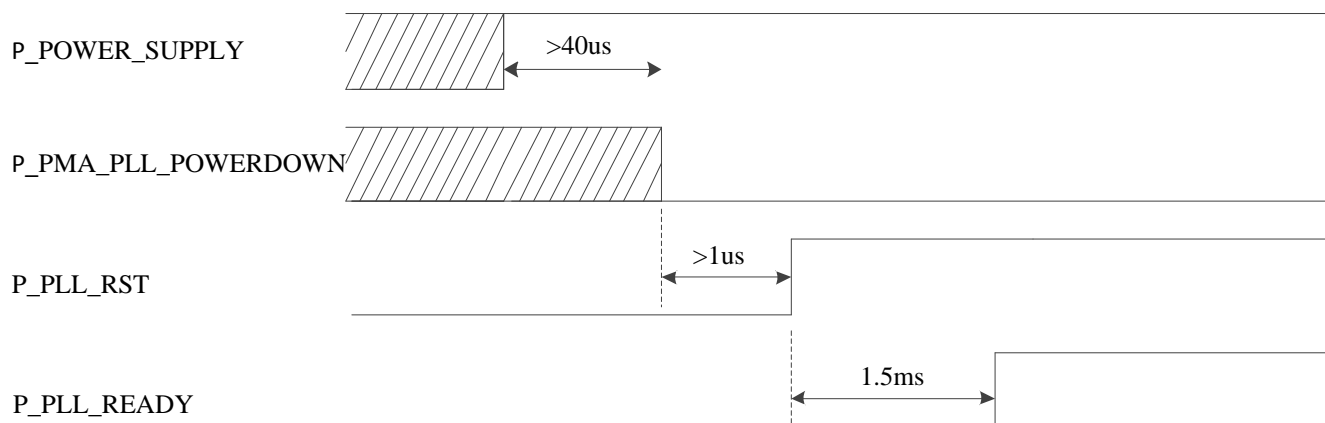 P_POWER_SUPPLY
>40us
P_PMA_PLL_POWERDOWN
>1us
P_PLL_RST
1.5ms
P_PLL_READY